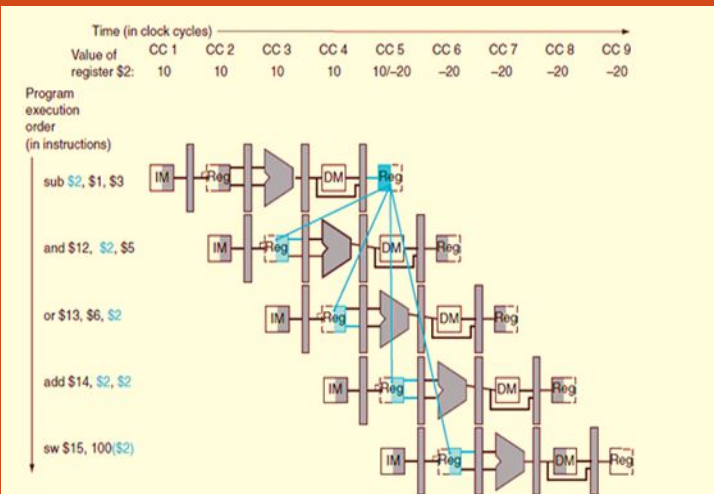 Time (in clock cycles)
CC 1 CC 2 CC 3 CC 4 CC 5 CC 6 CC 7 CC 8 CC 9
Value of
register $2: 10 10 10 10 10/–20 –20 –20 –20 –20
Program
execution
order
(in instructions)
sub $2, $1, $3
IM Reg DM Reg
and $12, $2, $5
IM Reg DM Reg
or $13, $6, $2
IM Reg DM Reg
add $14, $2, $2
IM Reg DM Reg
sw $15, 100($2)
IM Reg DM Reg